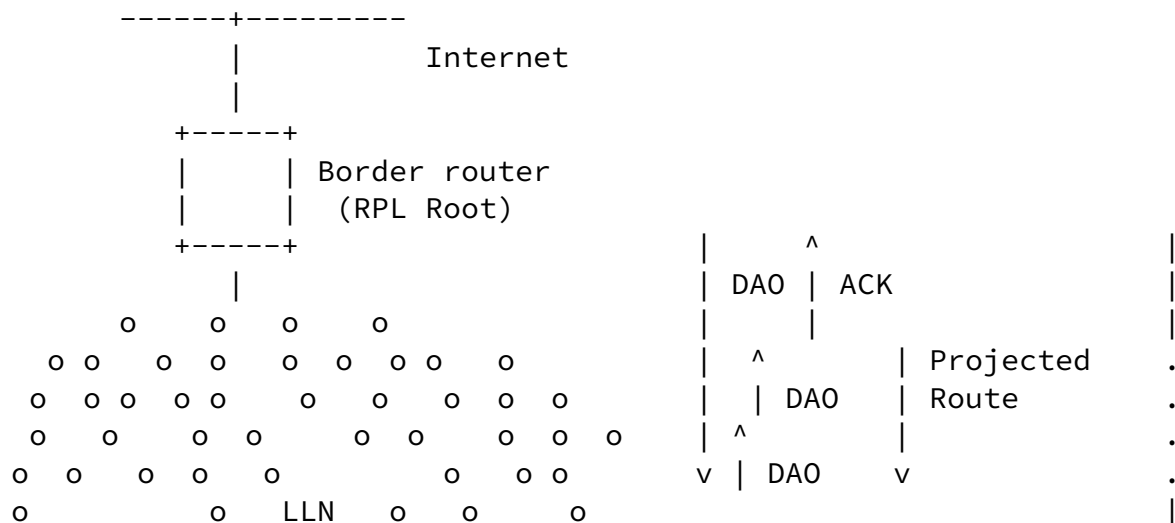 ------+---------
| Internet
|
+-----+
| | Border router
| | (RPL Root)
+-----+ | ^ |
| | DAO | ACK |
o o o o | | |
o o o o o o o o o | ^ | Projected .
o o o o o o o o o o | | DAO | Route .
o o o o o o o o o | ^ | .
o o o o o o o o v | DAO v .
o o LLN o o o |